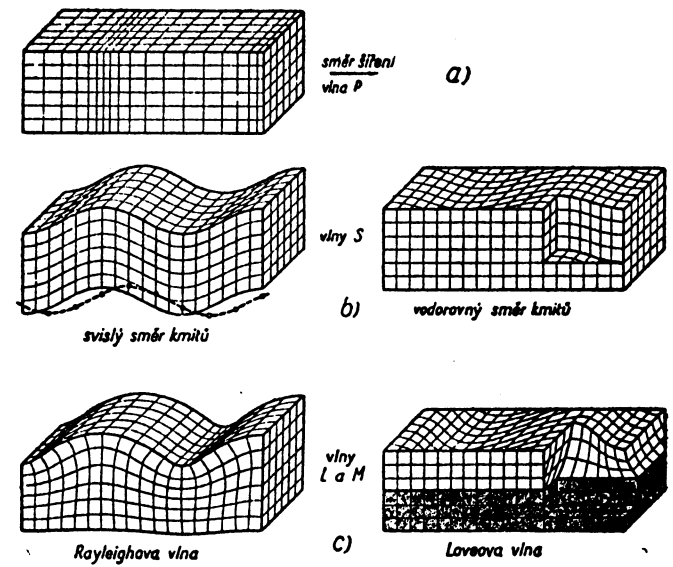 směr šíření
vlna P
a)
vlny S
b)
svislý směr kmitů
vodorovný směr kmitů
vlny
L a M
Rayleighova vlna
c)
Loveova vlna